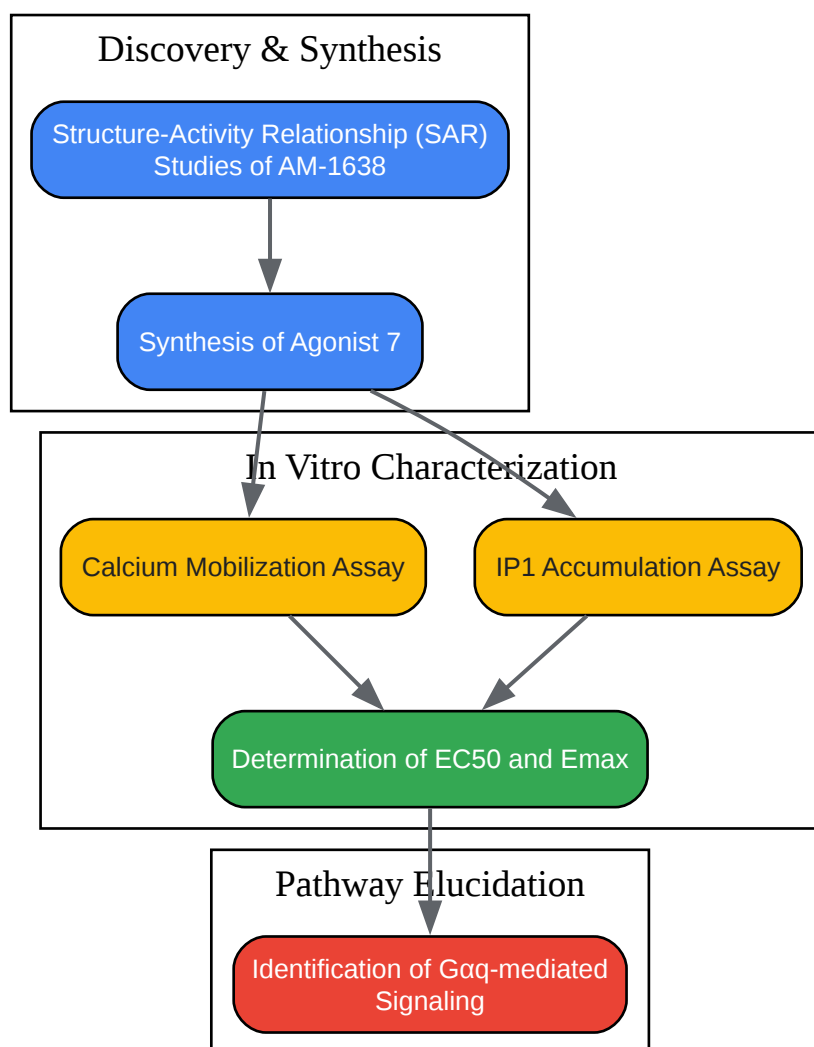 Discovery & Synthesis
Structure-Activity Relationship (SAR)
Studies of AM-1638
Synthesis of Agonist 7
In Vitro Characterization
Calcium Mobilization Assay
IP1 Accumulation Assay
Determination of EC50 and Emax
Pathway Elucidation
Identification of Gαq-mediated
Signaling